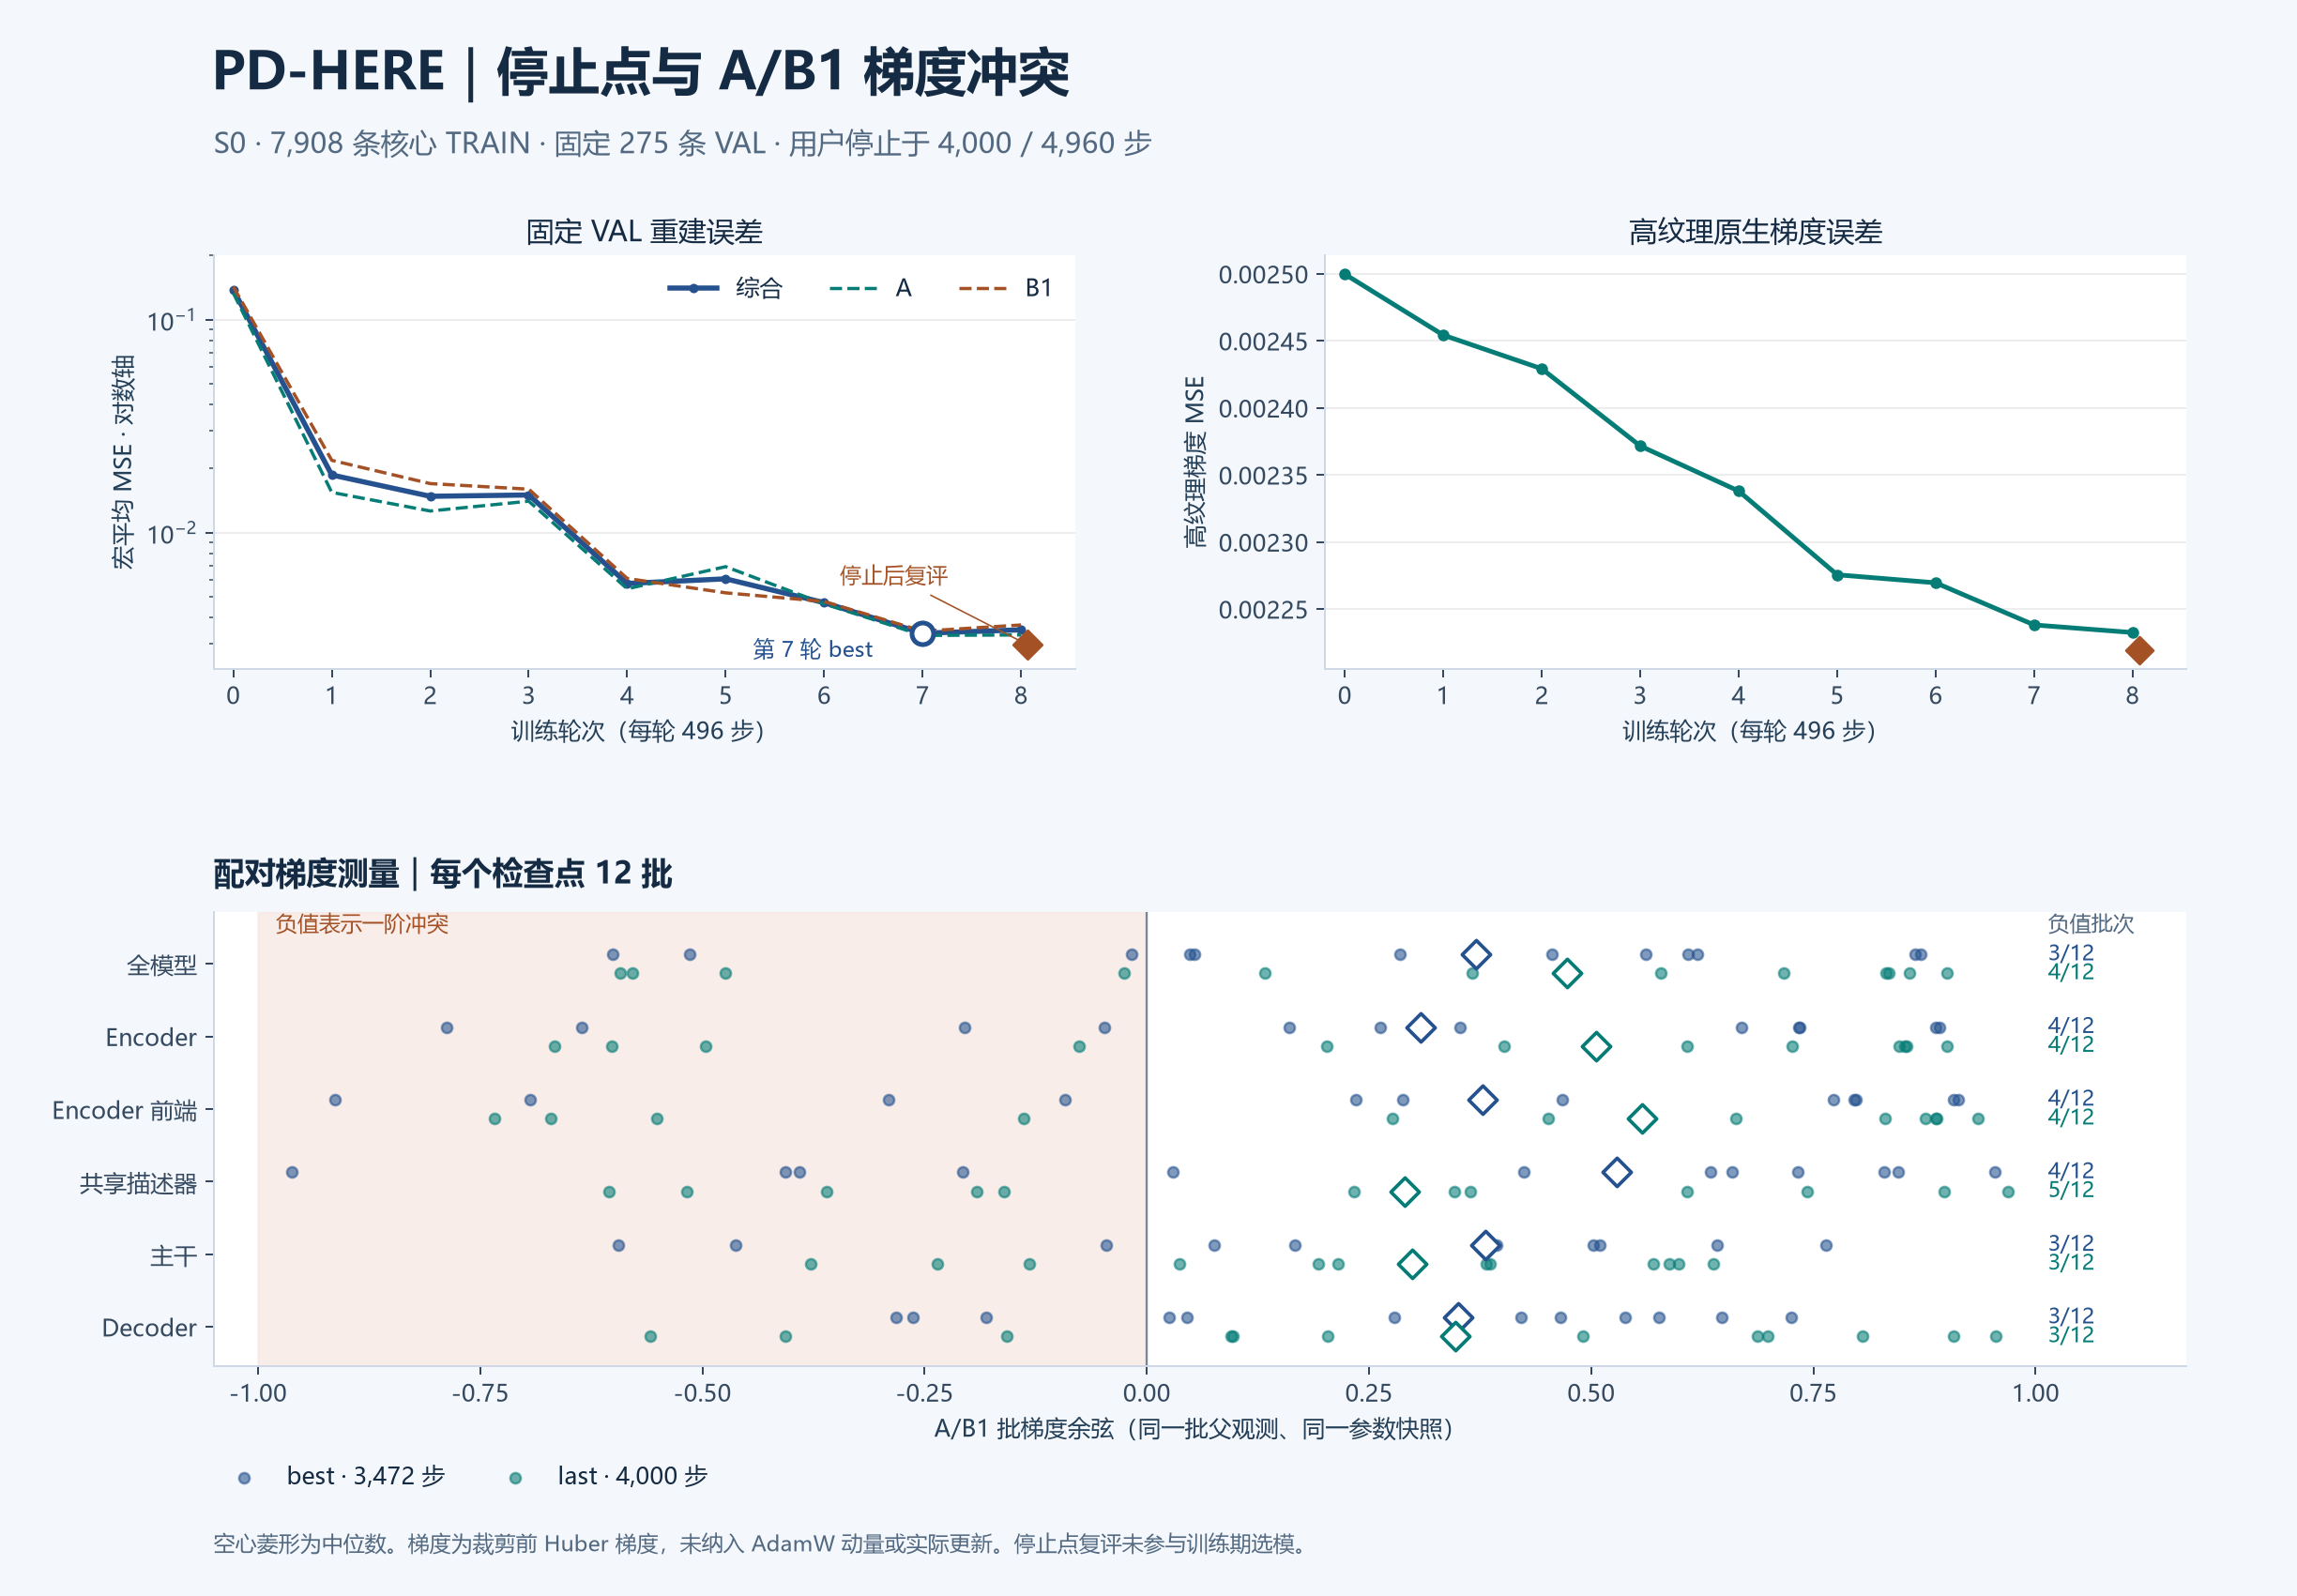 PD-HERE｜停止点与 A/B1 梯度冲突
S0 · 7,908 条核心 TRAIN · 固定 275 条 VAL · 用户停止于 4,000 / 4,960 步
固定 VAL 重建误差
综合
A
B1
10⁻¹
10⁻²
宏平均 MSE · 对数轴
停止后复评
第 7 轮 best
0 1 2 3 4 5 6 7 8
训练轮次（每轮 496 步）
高纹理原生梯度误差
0.00250
0.00245
0.00240
0.00235
0.00230
0.00225
高纹理梯度 MSE
0 1 2 3 4 5 6 7 8
训练轮次（每轮 496 步）
配对梯度测量｜每个检查点 12 批
负值表示一阶冲突
负值批次
全模型
3/12
4/12
Encoder
4/12
4/12
Encoder 前端
4/12
4/12
共享描述器
4/12
5/12
主干
3/12
3/12
Decoder
3/12
3/12
-1.00 -0.75 -0.50 -0.25 0.00 0.25 0.50 0.75 1.00
A/B1 批梯度余弦（同一批父观测、同一参数快照）
best · 3,472 步
last · 4,000 步
空心菱形为中位数。梯度为裁剪前 Huber 梯度，未纳入 AdamW 动量或实际更新。停止点复评未参与训练期选模。